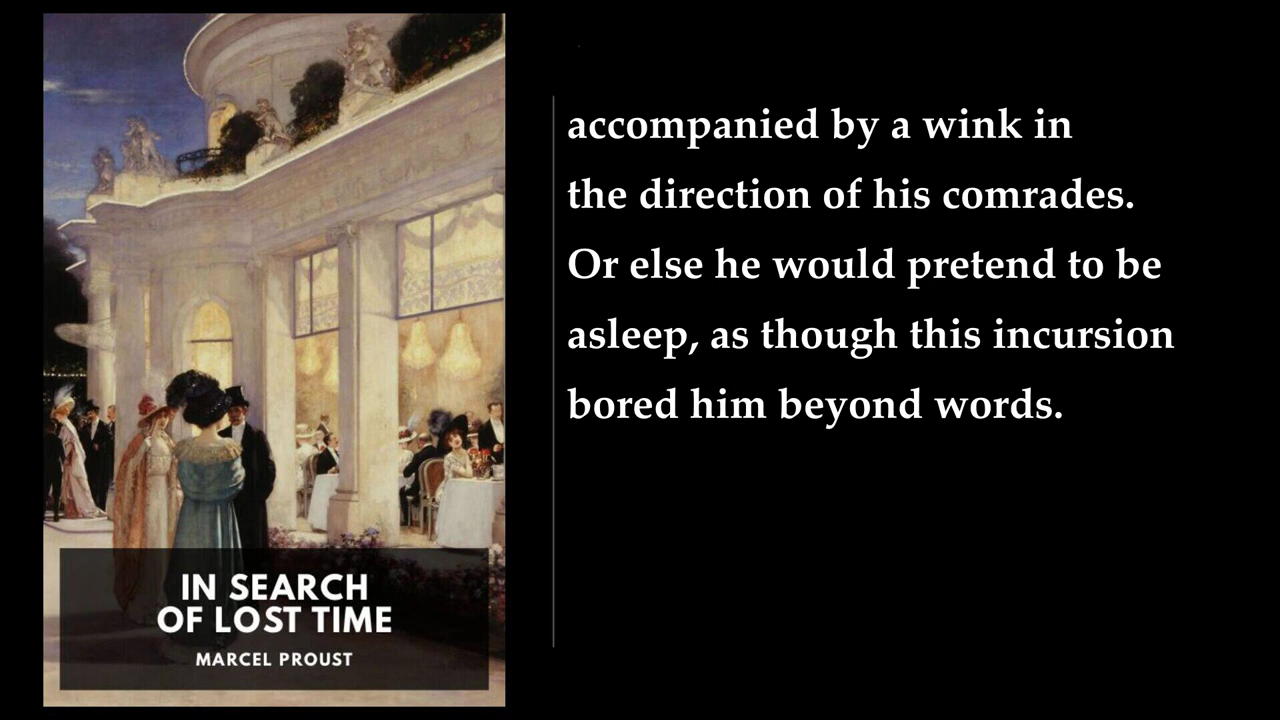 accompanied by a wink in
the direction of his comrades.
Or else he would pretend to be
asleep, as though this incursion
bored him beyond words.
IN SEARCH
OF LOST TIME
MARCEL PROUST